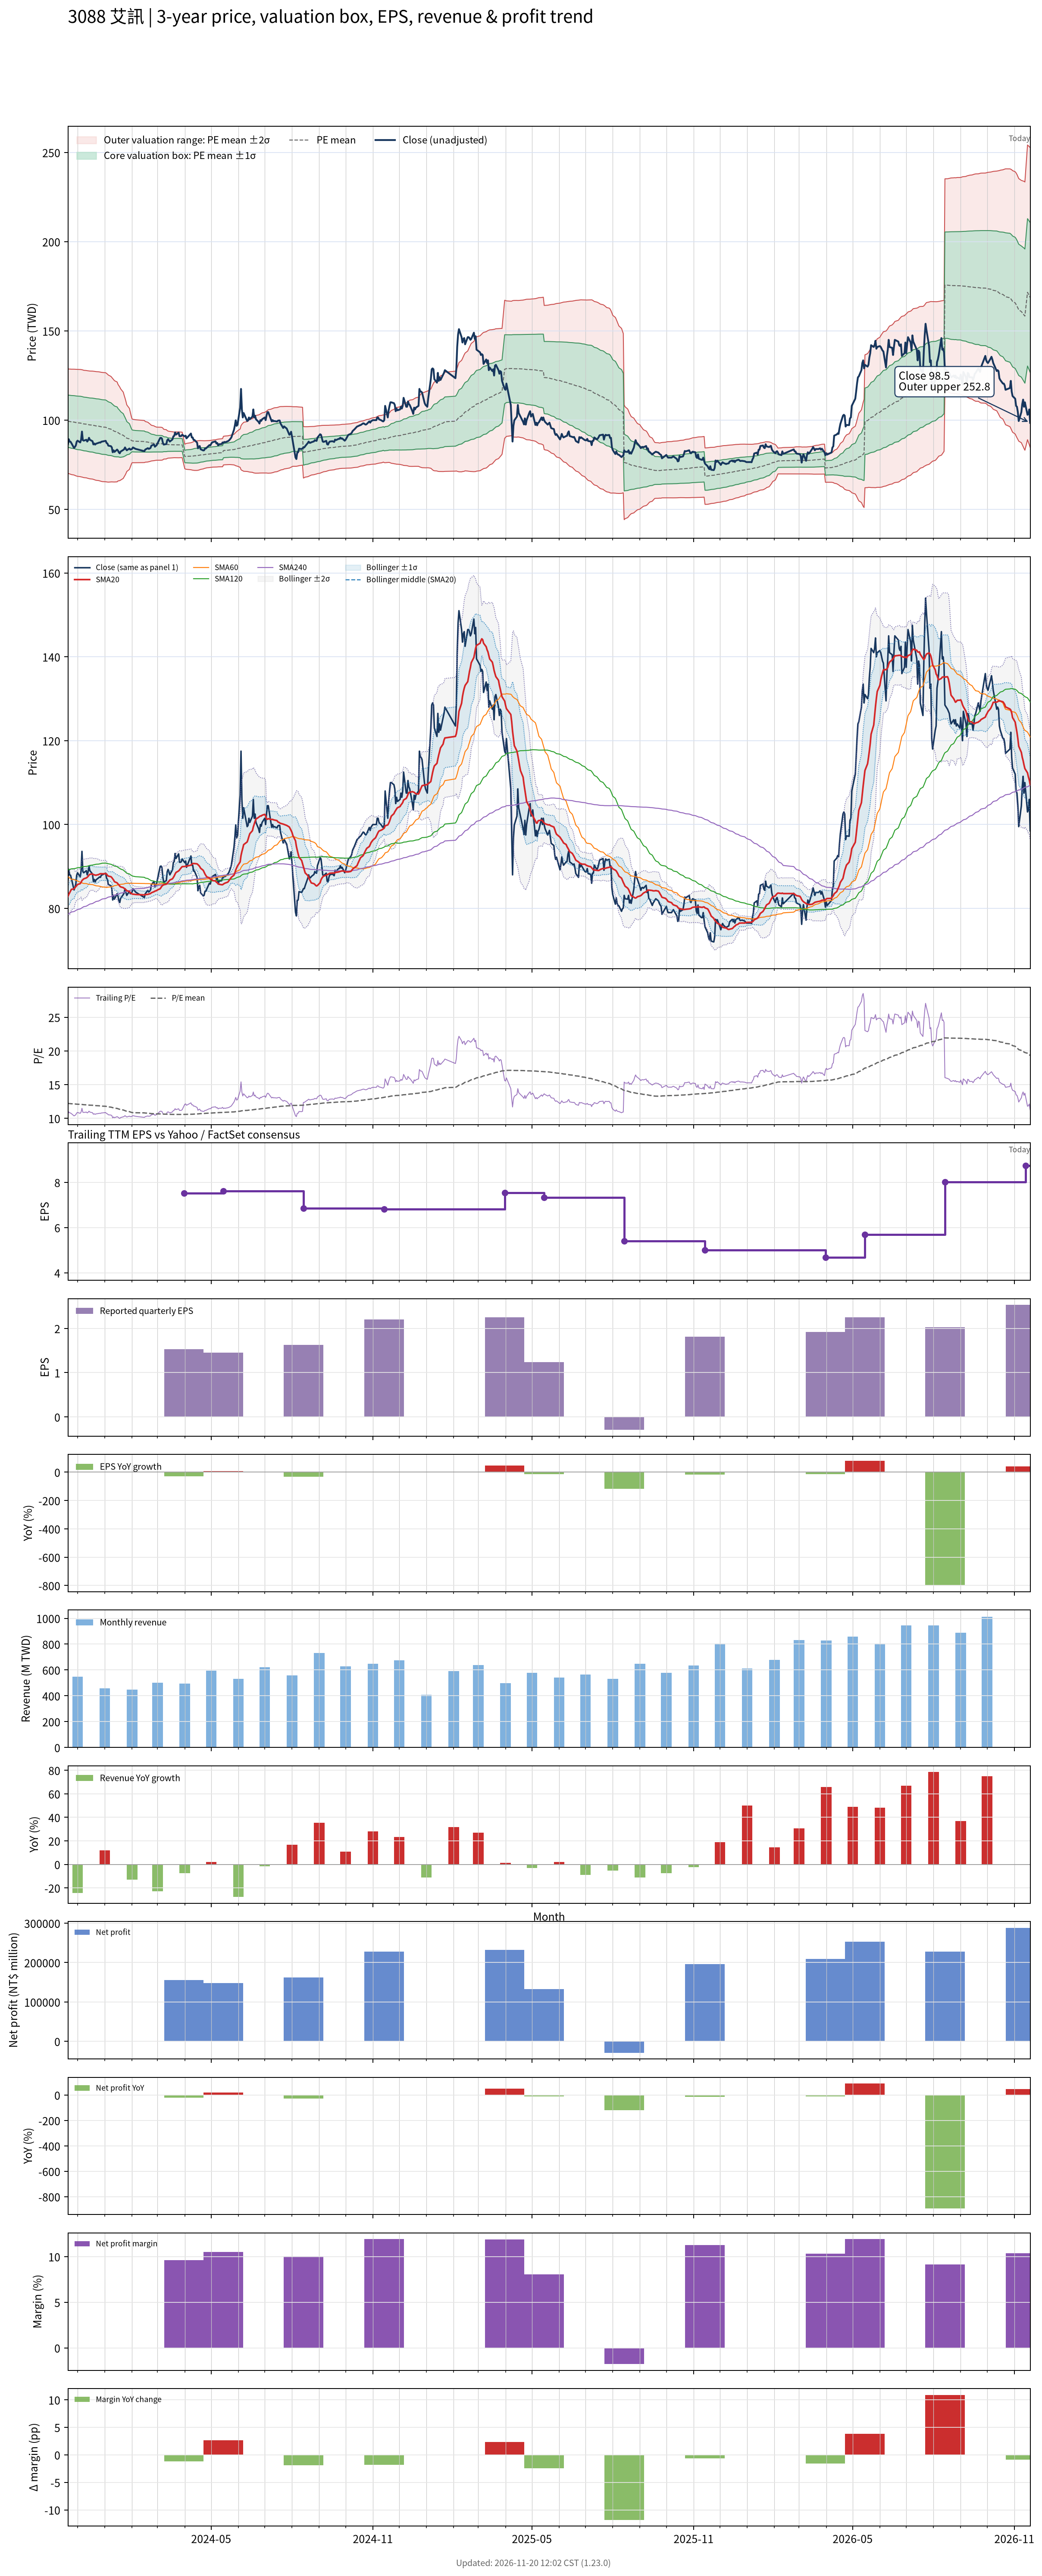 3088 艾訊 | 3-year price, valuation box, EPS, revenue & profit trend
Outer valuation range: PE mean ±2σ
Core valuation box: PE mean ±1σ
PE mean
Close (unadjusted)
Today
Price (TWD)
250
200
150
100
50
Close 98.5
Outer upper 252.8
Close (same as panel 1)
SMA20
SMA60
SMA120
SMA240
Bollinger ±2σ
Bollinger ±1σ
Bollinger middle (SMA20)
Price
160
140
120
100
80
Trailing P/E
P/E mean
P/E
25
20
15
10
Trailing TTM EPS vs Yahoo / FactSet consensus
Today
EPS
8
6
4
Reported quarterly EPS
EPS
2
1
0
EPS YoY growth
YoY (%)
0
-200
-400
-600
-800
Monthly revenue
Revenue (M TWD)
1000
800
600
400
200
0
Revenue YoY growth
YoY (%)
80
60
40
20
0
-20
Month
Net profit
Net profit (NT$ million)
300000
200000
100000
0
Net profit YoY
YoY (%)
0
-200
-400
-600
-800
Net profit margin
Margin (%)
10
5
0
Margin YoY change
Δ margin (pp)
10
5
0
-5
-10
2024-05
2024-11
2025-05
2025-11
2026-05
2026-11
Updated: 2026-11-20 12:02 CST (1.23.0)